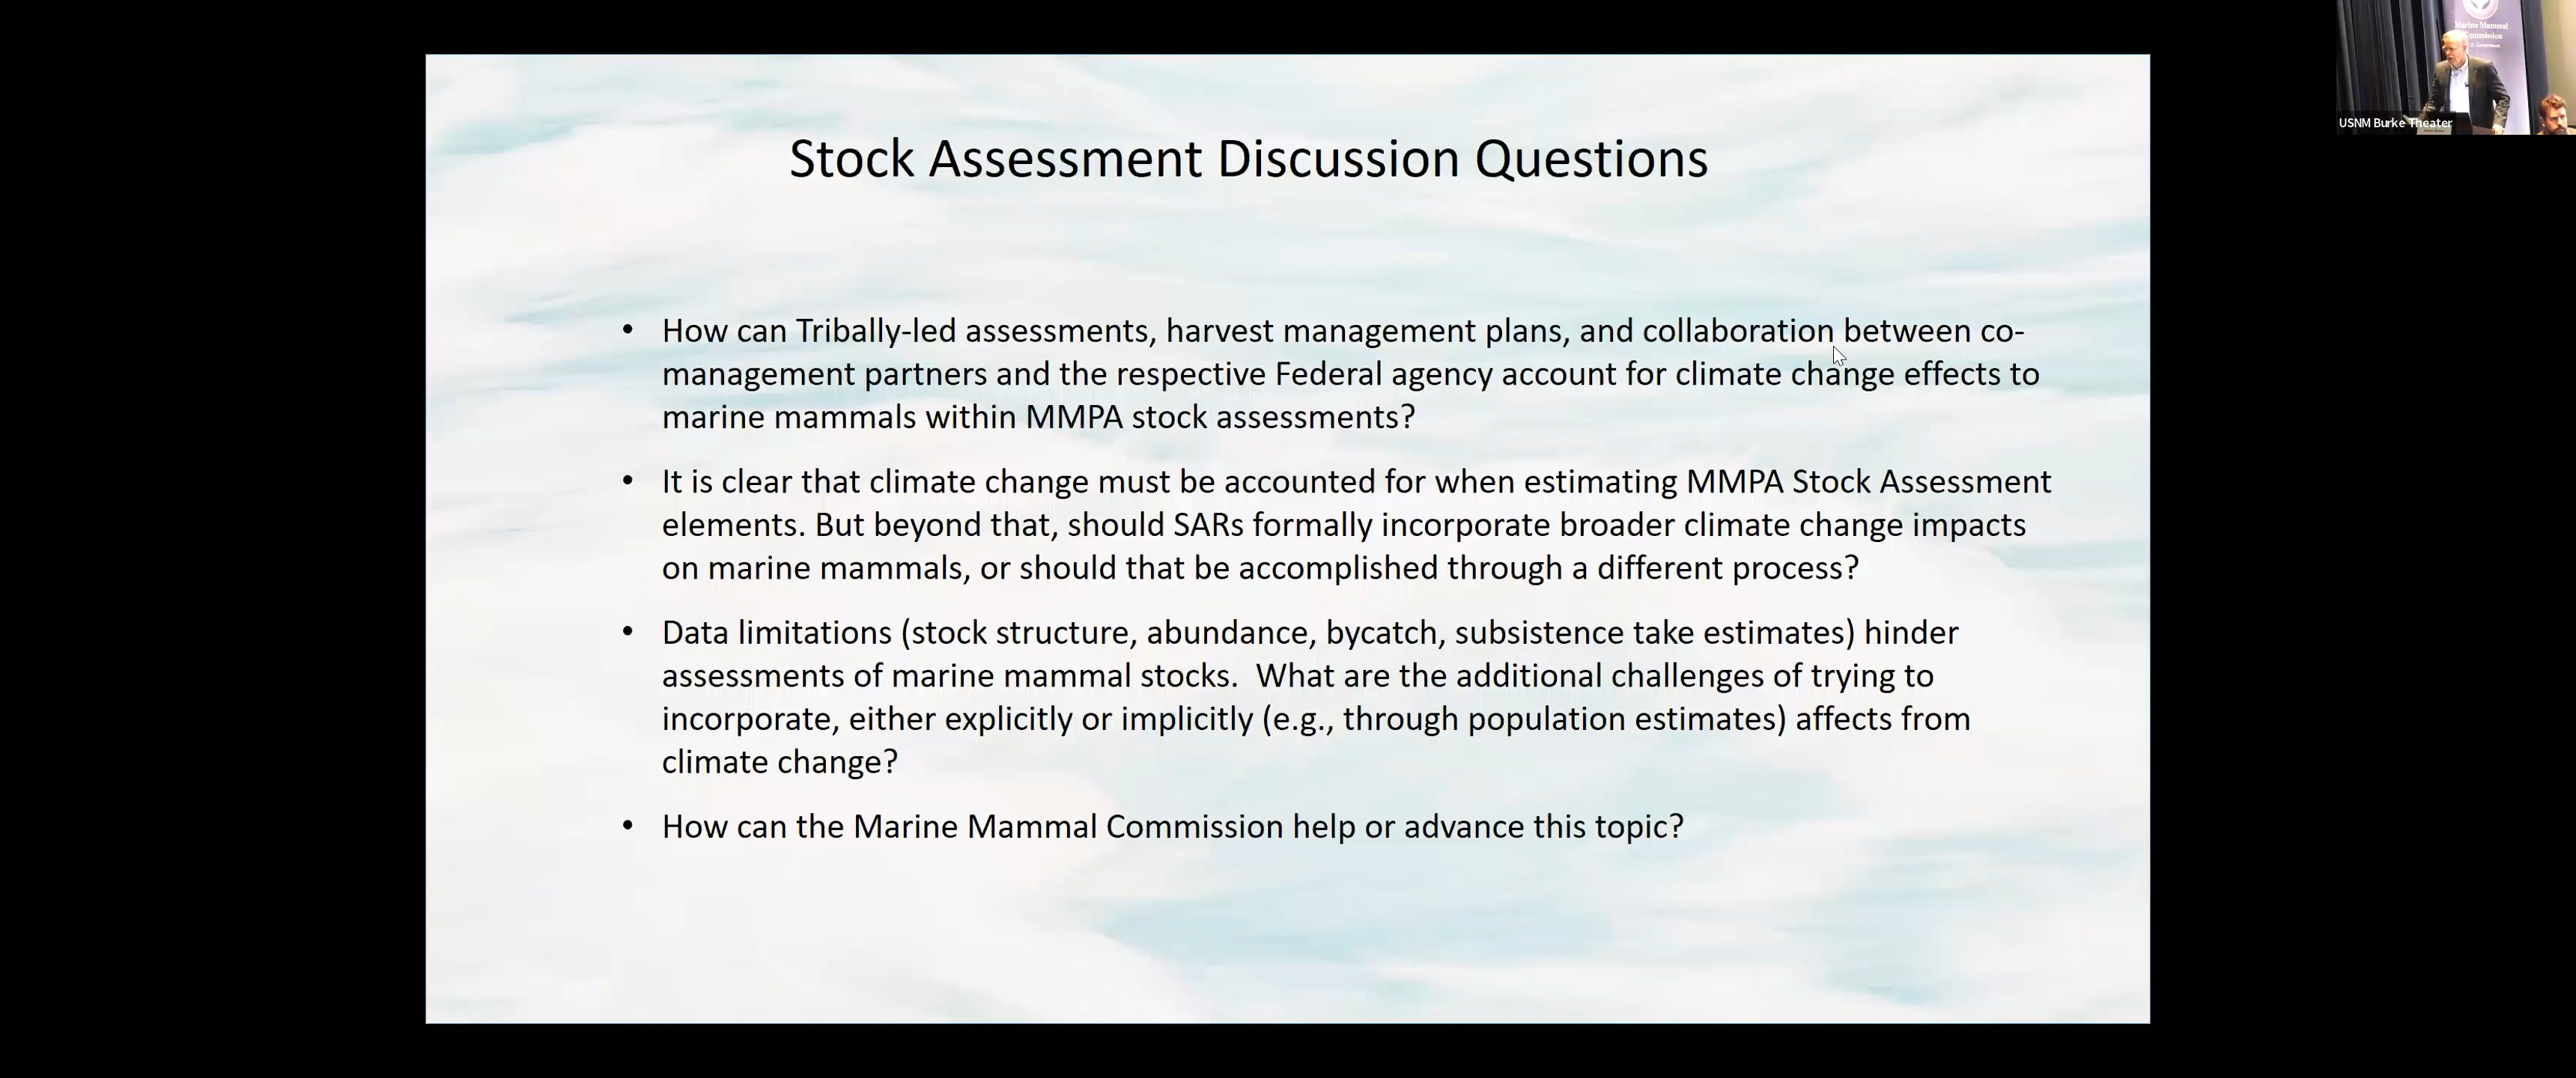 Marine Mammal
Commission
USNM Burke Theater
Stock Assessment Discussion Questions
• How can Tribally-led assessments, harvest management plans, and collaboration between co-
management partners and the respective Federal agency account for climate change effects to
marine mammals within MMPA stock assessments?
• It is clear that climate change must be accounted for when estimating MMPA Stock Assessment
elements. But beyond that, should SARs formally incorporate broader climate change impacts
on marine mammals, or should that be accomplished through a different process?
• Data limitations (stock structure, abundance, bycatch, subsistence take estimates) hinder
assessments of marine mammal stocks.  What are the additional challenges of trying to
incorporate, either explicitly or implicitly (e.g., through population estimates) affects from
climate change?
• How can the Marine Mammal Commission help or advance this topic?